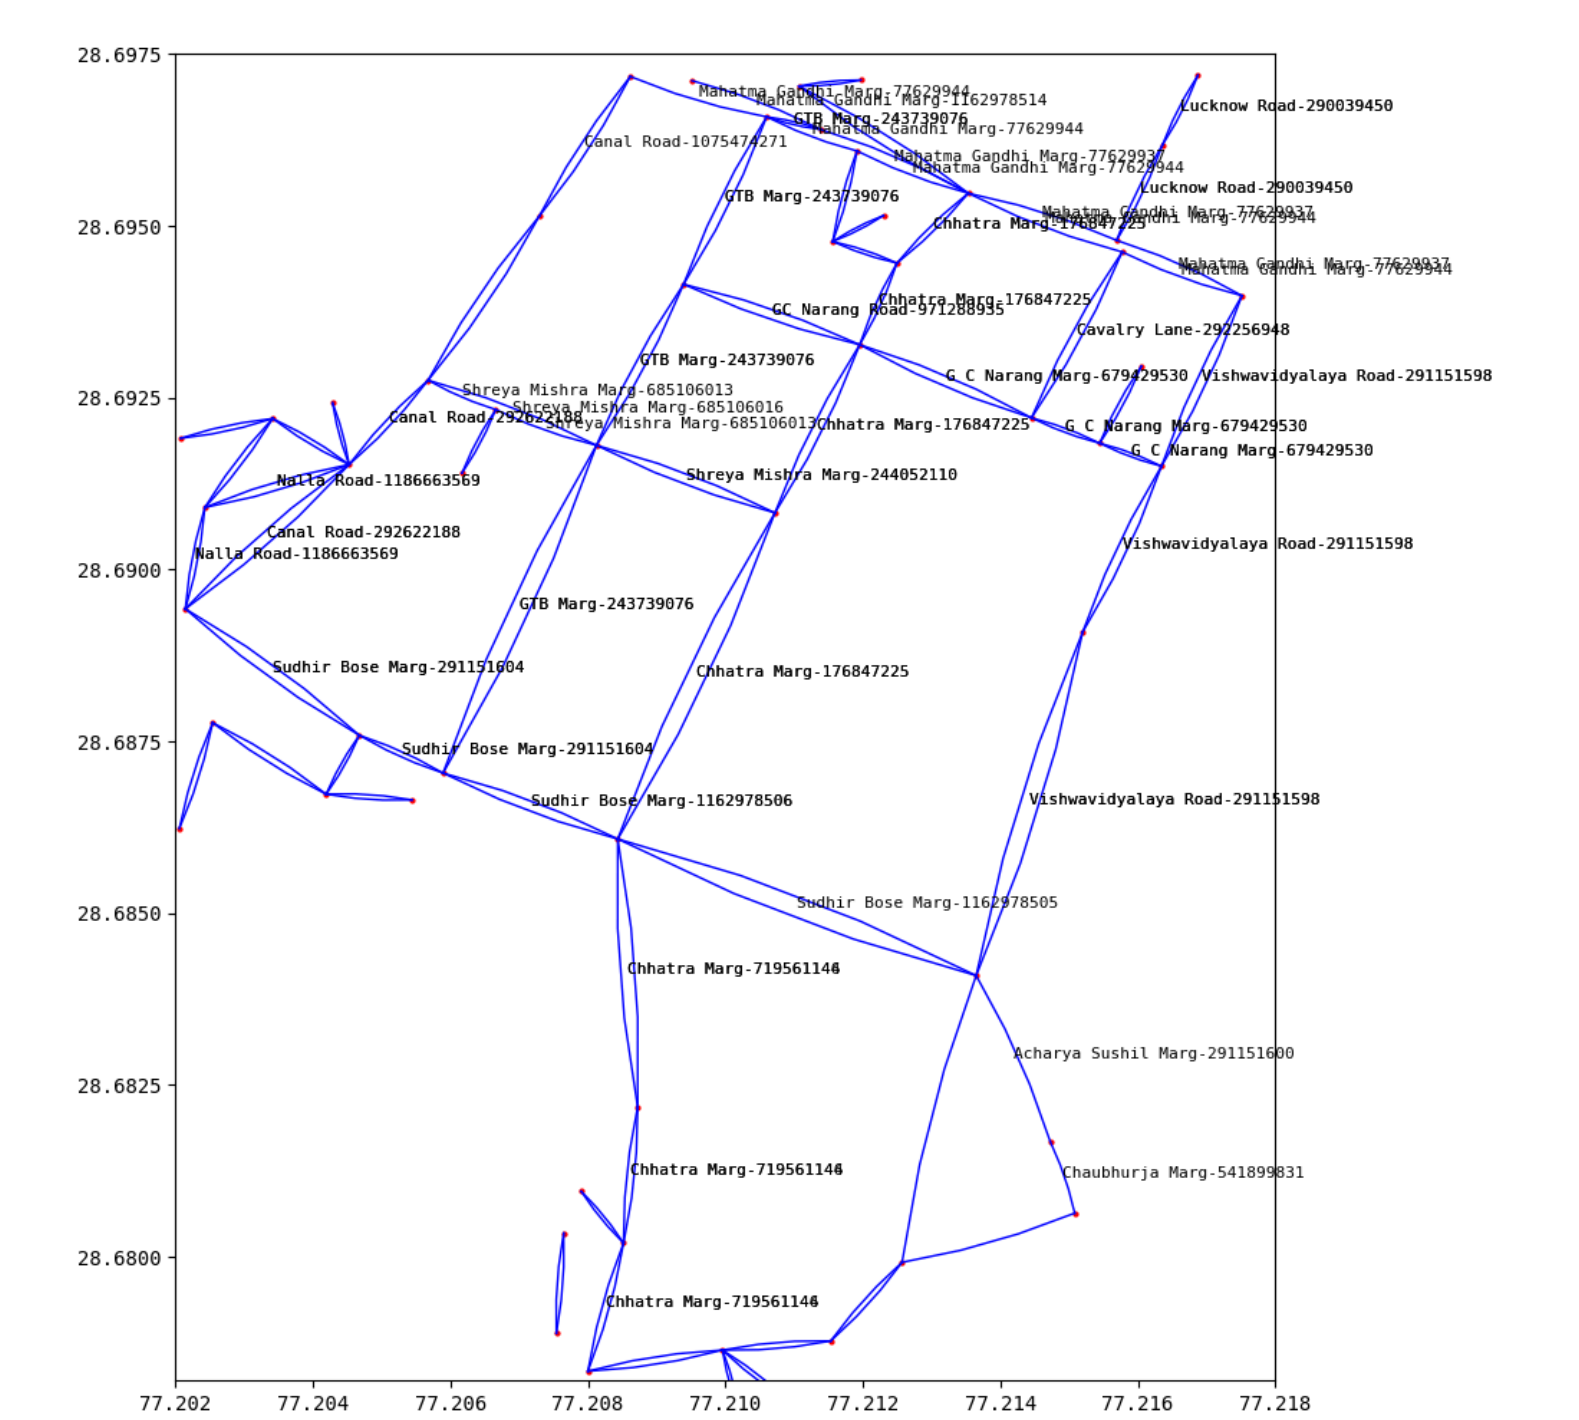 28.6975
Mahatma Gandhi Marg-77629944
Mahatma Gandhi Marg-1162978514
Lucknow Road-290039450
GTB Marg-243739076
Mahatma Gandhi Marg-77629944
Canal Road-1075474271
Mahatma Gandhi Marg-77629937
Mahatma Gandhi Marg-77629944
Lucknow Road-290039450
GTB Marg-243739076
Mahatma Gandhi Marg-77629937
Mahatma Gandhi Marg-77629944
Chhatra Marg-176847225
28.6950
Mahatma Gandhi Marg-77629937
Mahatma Gandhi Marg-77629944
Chhatra Marg-176847225
GC Narang Road-971288935
Cavalry Lane-292256948
GTB Marg-243739076
G C Narang Marg-679429530
Vishwavidyalaya Road-291151598
Shreya Mishra Marg-685106013
28.6925
Shreya Mishra Marg-685106016
Canal Road-292622188
Shreya Mishra Marg-685106013
Chhatra Marg-176847225
G C Narang Marg-679429530
G C Narang Marg-679429530
Shreya Mishra Marg-244052110
Nalla Road-1186663569
Canal Road-292622188
Vishwavidyalaya Road-291151598
Nalla Road-1186663569
28.6900
GTB Marg-243739076
Sudhir Bose Marg-291151604
Chhatra Marg-176847225
28.6875
Sudhir Bose Marg-291151604
Sudhir Bose Marg-1162978506
Vishwavidyalaya Road-291151598
Sudhir Bose Marg-1162978505
28.6850
Chhatra Marg-
Acharya Sushil Marg-291151600
28.6825
Chhatra Marg-
Chaubhurja Marg-541899831
28.6800
Chhatra Marg-
77.202 77.204 77.206 77.208 77.210 77.212 77.214 77.216 77.218